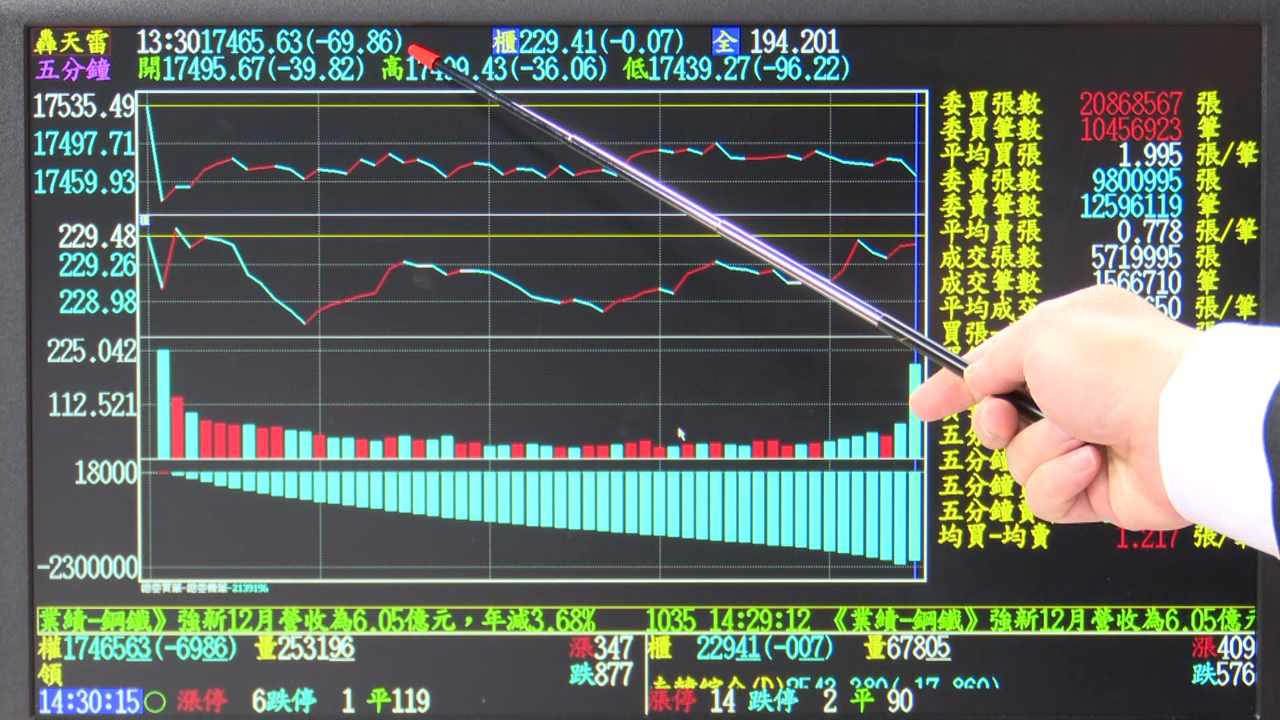 轟天雷 13:30 17465.63(-69.86) 櫃 229.41(-0.07) 全 194.201
五分鐘 開17495.67(-39.82) 高17499.43(-36.06) 低17439.27(-96.22)
17535.49
17497.71
17459.93
櫃
229.48
229.26
228.98
225.042
112.521
18000
-2300000
委買張數 20868567 張
委買筆數 10456923 筆
平均買張 1.995 張/筆
委賣張數 9800995 張
委賣筆數 12596119 筆
平均賣張 0.778 張/筆
成交張數 5719995 張
成交筆數 1566710 筆
平均成交 650 張/筆
買張-
五分
五分鐘
五分鐘
五分鐘
均買-均賣 1.217 張/筆
總委買筆-總委賣筆=-2139196
業績-鋼鐵》強新12月營收為6.05億元，年減3.68% 1035 14:29:12 《業績-鋼鐵》強新12月營收為6.05億元
權1746563(-6986) 量253196 漲347 櫃 22941(-007) 量67805 漲409
領 跌877 跌576
14:30:15 ○ 漲停 6跌停 1 平119 漲停 14 跌停 2 平 90